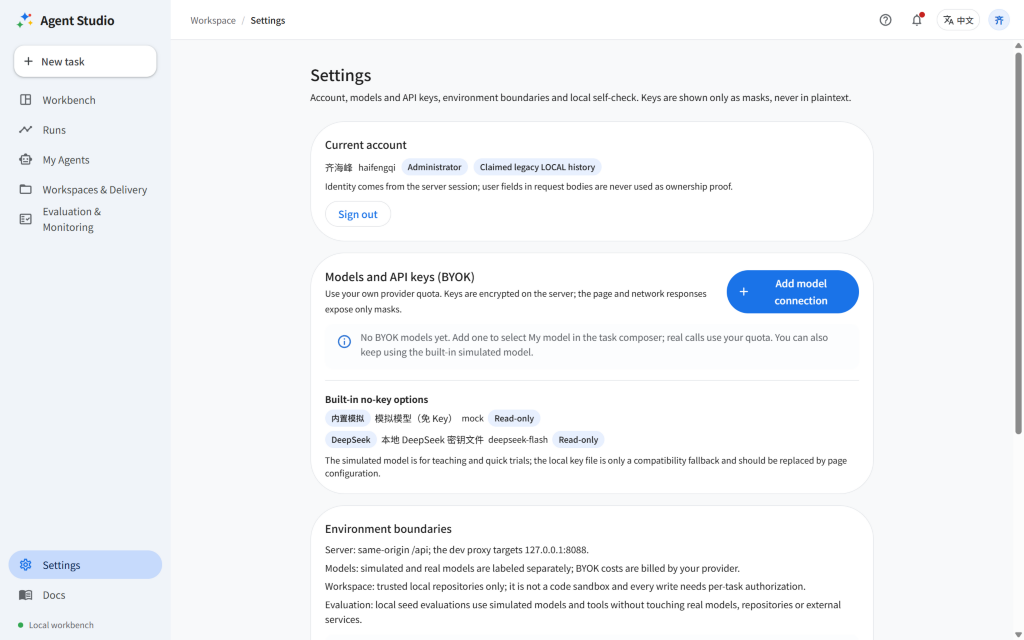 Agent Studio
Workspace / Settings
中文
齐
New task
Workbench
Runs
My Agents
Workspaces & Delivery
Evaluation &
Monitoring
Settings
Docs
Local workbench
Settings
Account, models and API keys, environment boundaries and local self-check. Keys are shown only as masks, never in plaintext.
Current account
齐海峰 haifengqi Administrator Claimed legacy LOCAL history
Identity comes from the server session; user fields in request bodies are never used as ownership proof.
Sign out
Models and API keys (BYOK)
Use your own provider quota. Keys are encrypted on the server; the page and network responses
expose only masks.
Add model
connection
No BYOK models yet. Add one to select My model in the task composer; real calls use your quota. You can also
keep using the built-in simulated model.
Built-in no-key options
内置模拟 模拟模型（免 Key） mock Read-only
DeepSeek 本地 DeepSeek 密钥文件 deepseek-flash Read-only
The simulated model is for teaching and quick trials; the local key file is only a compatibility fallback and should be replaced by page
configuration.
Environment boundaries
Server: same-origin /api; the dev proxy targets 127.0.0.1:8088.
Models: simulated and real models are labeled separately; BYOK costs are billed by your provider.
Workspace: trusted local repositories only; it is not a code sandbox and every write needs per-task authorization.
Evaluation: local seed evaluations use simulated models and tools without touching real models, repositories or external
services.